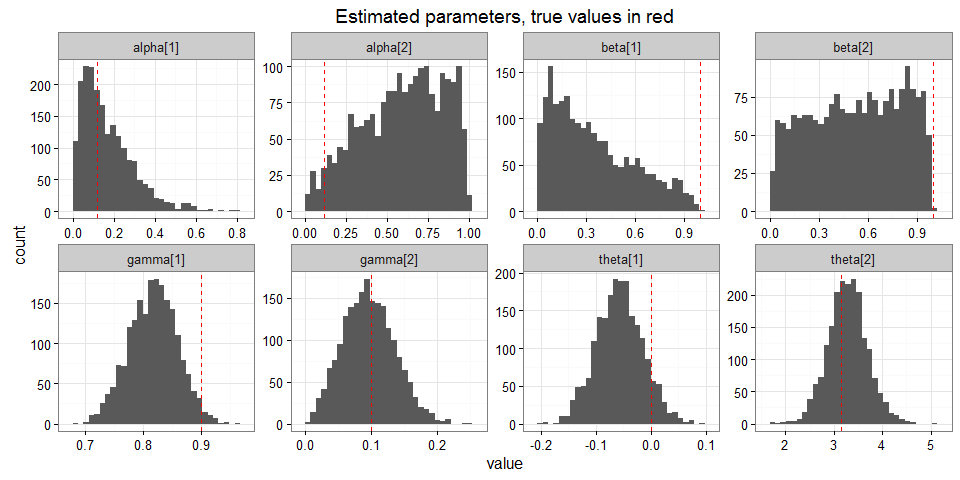 Estimated parameters, true values in red
alpha[1]
alpha[2]
beta[1]
beta[2]
200
150
100
50
0
0.0 0.2 0.4 0.6 0.8
100
75
50
25
0
0.00 0.25 0.50 0.75 1.00
150
100
50
0
0.0 0.3 0.6 0.9
75
50
25
0
0.0 0.3 0.6 0.9
count
gamma[1]
gamma[2]
theta[1]
theta[2]
150
100
50
0
0.7 0.8 0.9
150
100
50
0
0.0 0.1 0.2
200
150
100
50
0
-0.2 -0.1 0.0 0.1
200
150
100
50
0
2 3 4 5
value